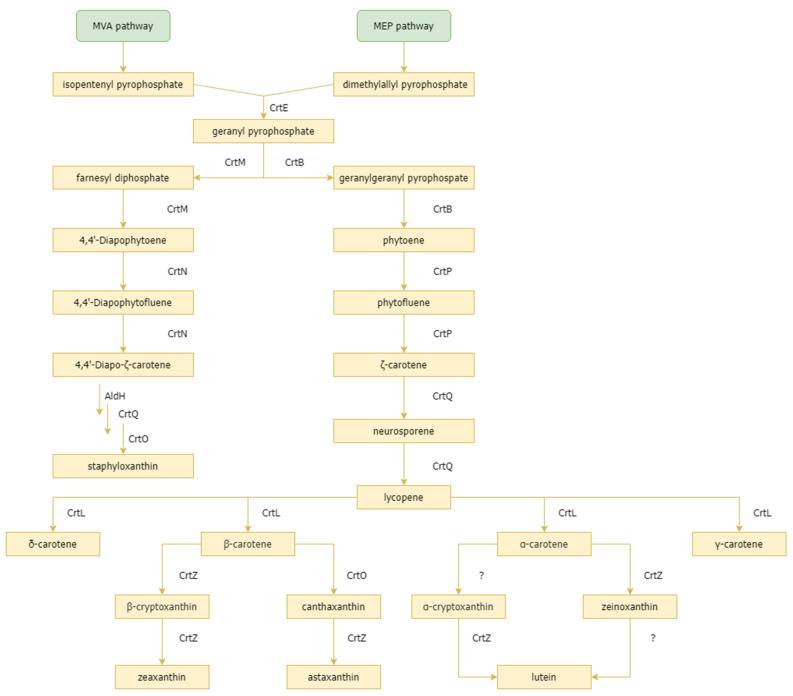 MVA pathway
MEP pathway
isopentenyl pyrophosphate
dimethylallyl pyrophosphate
CrtE
geranyl pyrophosphate
CrtM
CrtB
farnesyl diphosphate
geranylgeranyl pyrophospate
CrtM
CrtB
4,4'-Diapophytoene
phytoene
CrtN
CrtP
4,4'-Diapophytofluene
phytofluene
CrtN
CrtP
4,4'-Diapo-ζ-carotene
ζ-carotene
AldH
CrtQ
CrtQ
CrtO
neurosporene
staphyloxanthin
CrtQ
lycopene
CrtL
CrtL
CrtL
CrtL
δ-carotene
β-carotene
α-carotene
γ-carotene
CrtZ
CrtO
?
CrtZ
β-cryptoxanthin
canthaxanthin
α-cryptoxanthin
zeinoxanthin
CrtZ
CrtZ
CrtZ
?
zeaxanthin
astaxanthin
lutein